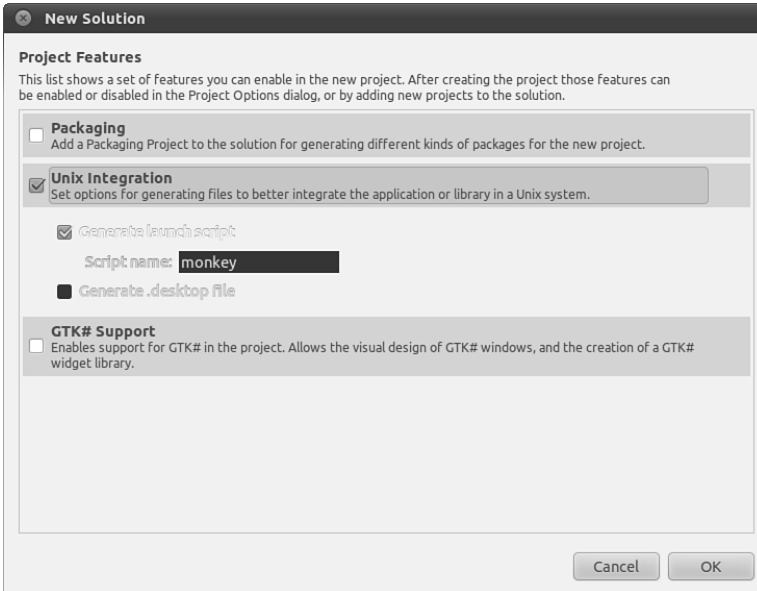 New Solution
Project Features
This list shows a set of features you can enable in the new project. After creating the project those features can
be enabled or disabled in the Project Options dialog, or by adding new projects to the solution.
Packaging
Add a Packaging Project to the solution for generating different kinds of packages for the new project.
Unix Integration
Set options for generating files to better integrate the application or library in a Unix system.
Generate launch script
Script name: monkey
Generate .desktop file
GTK# Support
Enables support for GTK# in the project. Allows the visual design of GTK# windows, and the creation of a GTK#
widget library.
Cancel OK